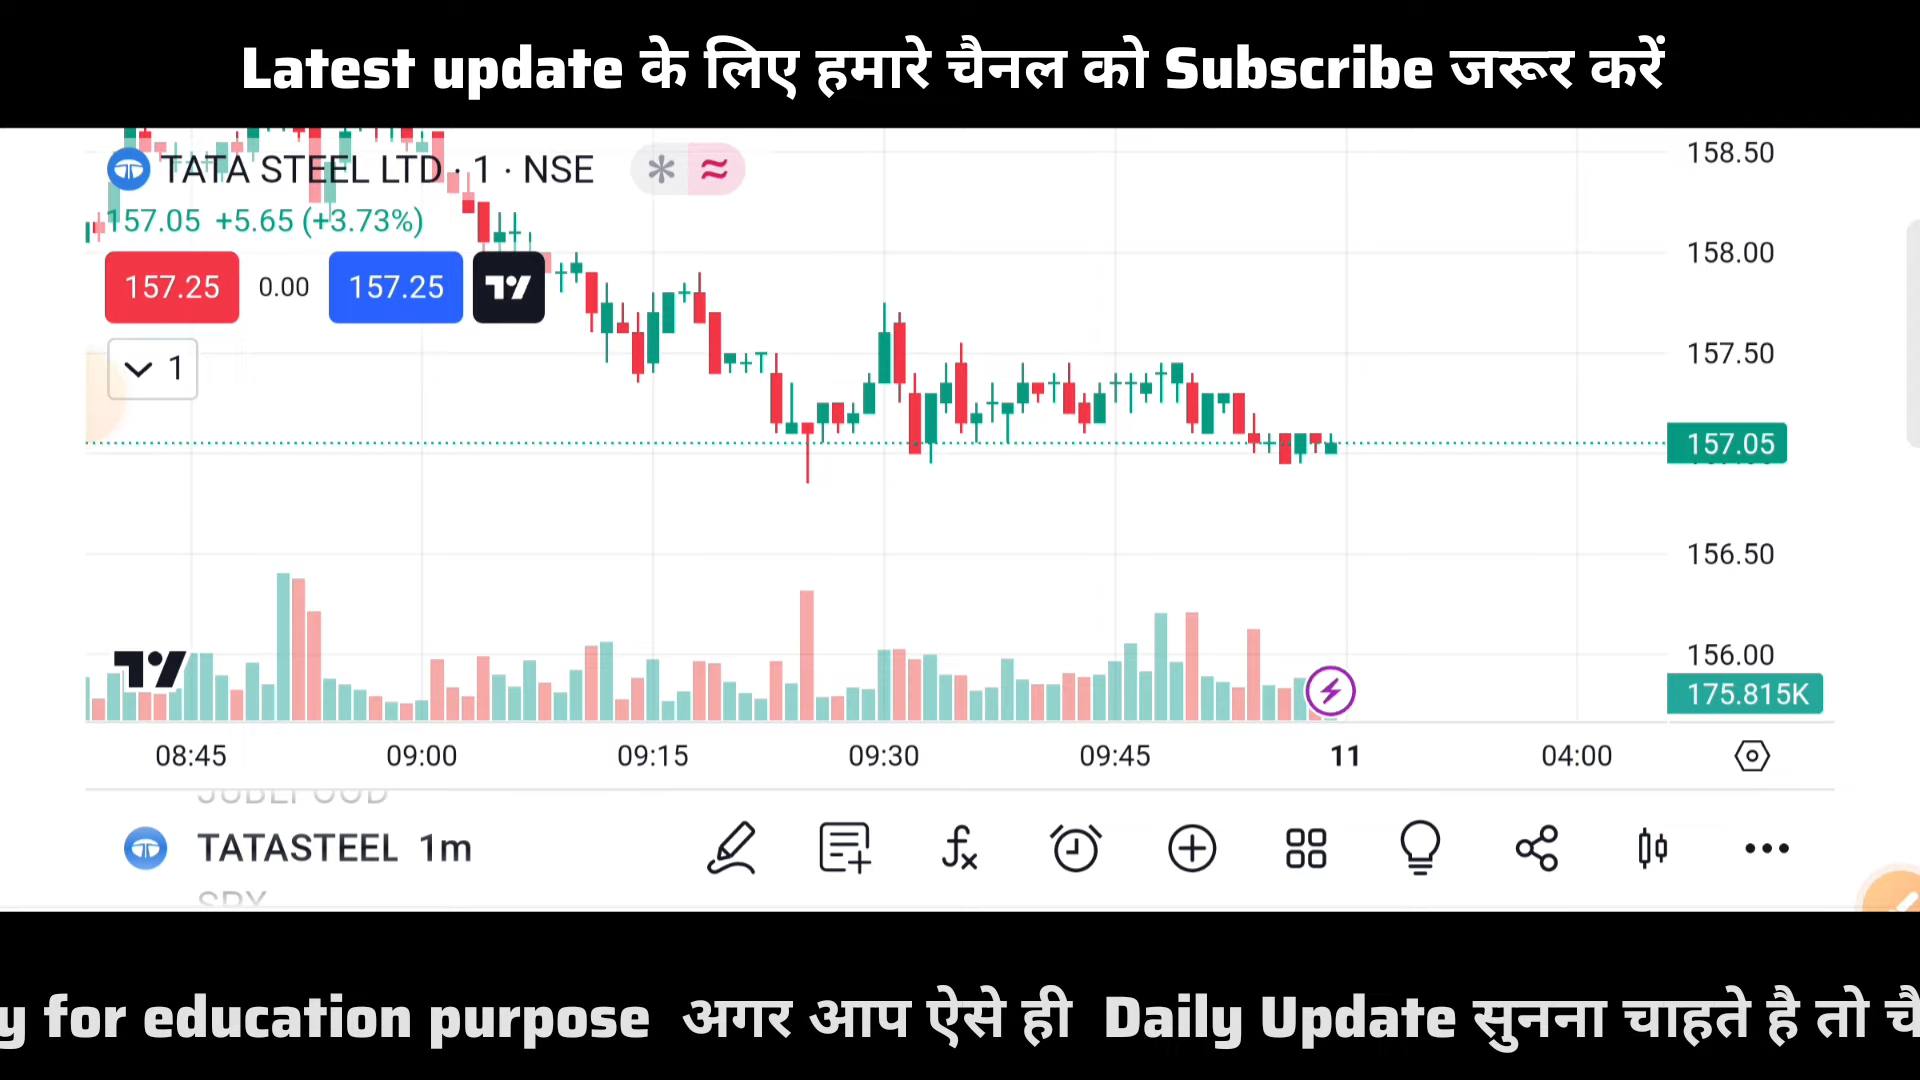 Latest update के लिए हमारे चैनल को Subscribe जरूर करें
TATA STEEL LTD · 1 · NSE
157.05 +5.65 (+3.73%)
157.25 0.00 157.25
1
158.50
158.00
157.50
157.05
156.50
156.00
175.815K
08:45 09:00 09:15 09:30 09:45 11 04:00
JUBLFOOD
TATASTEEL 1m
SPY
y for education purpose अगर आप ऐसे ही Daily Update सुनना चाहते है तो चै